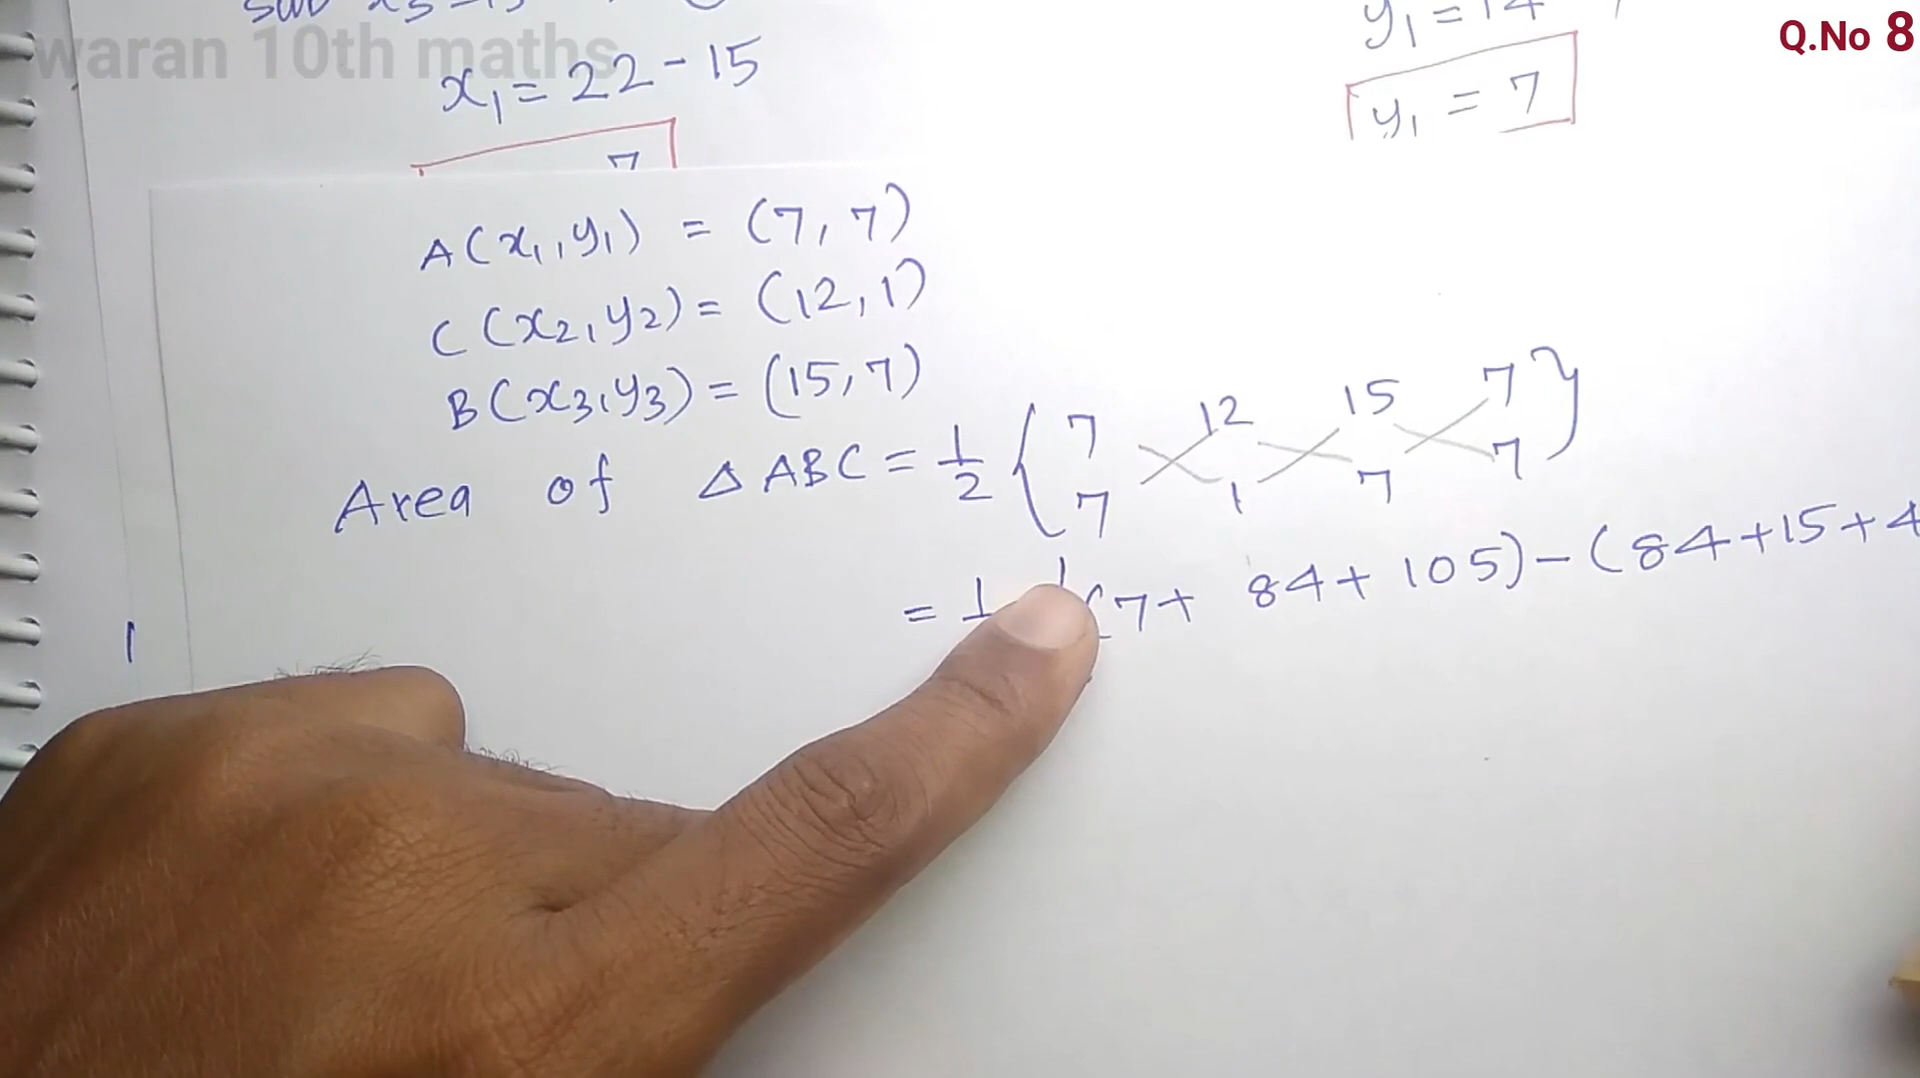 waran 10th maths
Q.No 8
x₁ = 22 - 15
y₁ = 14
y₁ = 7
7
A(x₁, y₁) = (7, 7)
C(x₂, y₂) = (12, 1)
B(x₃, y₃) = (15, 7)
Area of △ABC = 1/2 { 7 12 15 7 }
7 1 7 7
= 1 (7 + 84 + 105) - (84 + 15 + 4